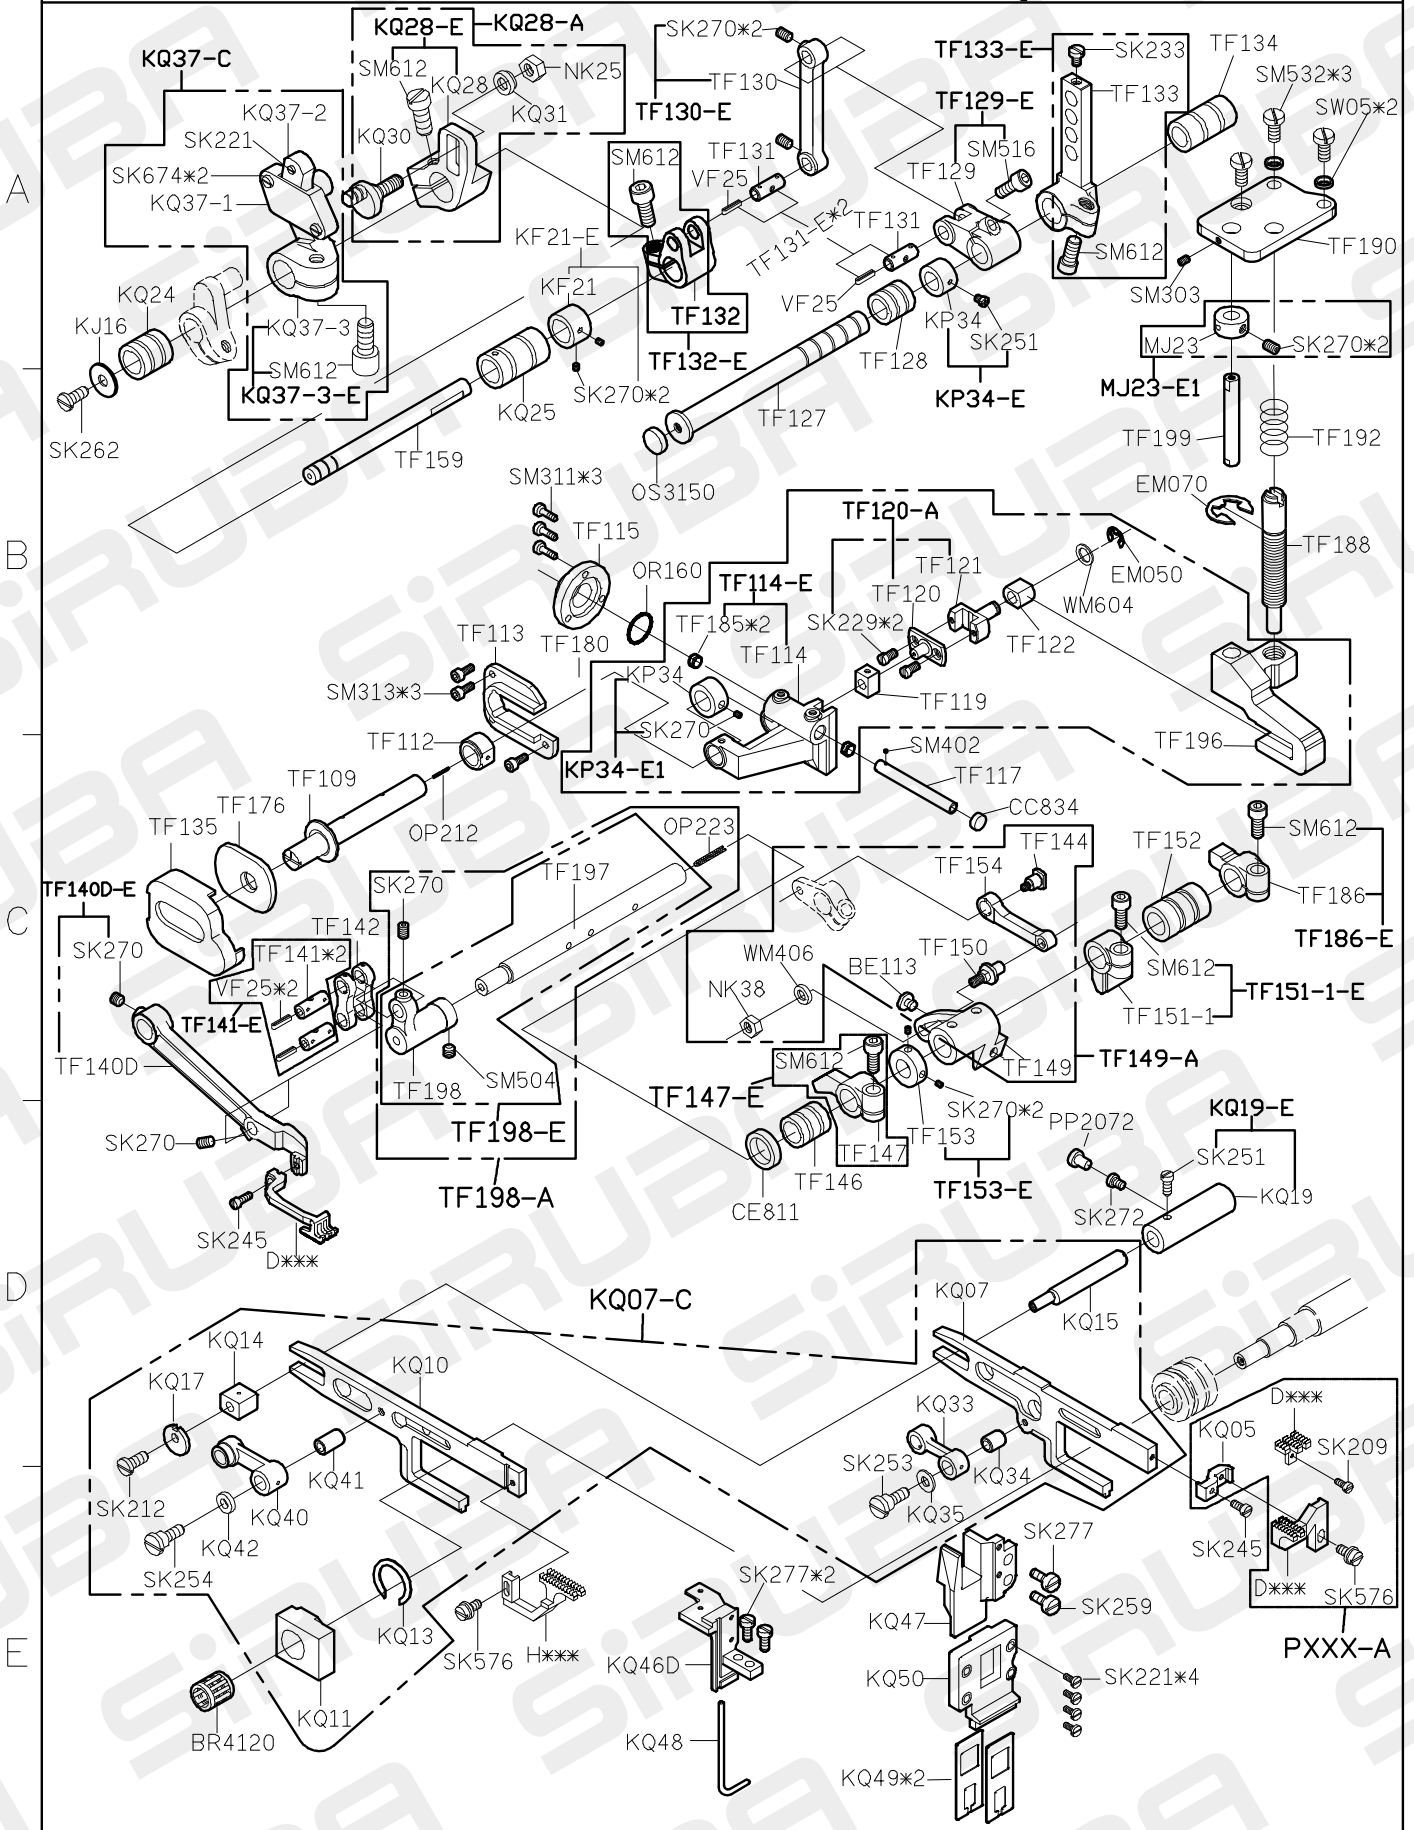 KQ28-E
KQ28-A
SK270*2
TF133-E
SK233
TF134
KQ37-C
SM612
KQ28
NK25
TF130
SM532*3
KQ37-2
KQ31
TF130-E
TF129-E
TF133
SW05*2
SK221
KQ30
SM612
TF131
SM516
A
SK674*2
VF25
TF129
KQ37-1
KF21-E
TF131-E*2
TF131
SM612
TF190
KQ24
KF21
VF25
SM303
KJ16
KQ37-3
TF132
KP34
SM612
TF132-E
TF128
SK251
MJ23
SK270*2
KQ37-3-E
SK270*2
KQ25
TF127
KP34-E
MJ23-E1
SK262
TF159
TF199
TF192
SM311*3
OS3150
EM070
TF120-A
B
TF115
TF188
OR160
TF114-E
TF121
EM050
TF120
WM604
TF113
TF180
TF185*2
SK229*2
TF122
TF114
SM313*3
KP34
TF119
SK270
TF112
SM402
TF196
KP34-E1
TF117
TF109
CC834
TF176
OP212
TF135
OP223
TF144
SM612
TF152
TF154
TF140D-E
SK270
TF197
TF186
C
TF142
TF186-E
SK270
TF141*2
WM406
BE113
TF150
SM612
VF25*2
NK38
TF151-1-E
TF141-E
TF151-1
TF140D
SM612
TF149
TF149-A
TF198
SM504
TF147-E
SK270*2
KQ19-E
SK270
TF198-E
TF153
PP2072
TF147
SK251
TF146
TF198-A
TF153-E
KQ19
CE811
SK272
SK245
D***
D
KQ07-C
KQ07
KQ15
KQ14
KQ10
KQ17
D***
KQ33
KQ05
SK209
KQ41
SK253
KQ34
SK212
KQ40
KQ35
KQ42
SK277
SK245
SK254
SK277*2
D***
SK576
KQ13
SK259
KQ47
PXXX-A
E
SK576
H***
KQ46D
KQ50
SK221*4
KQ11
BR4120
KQ48
KQ49*2
SiRUBA